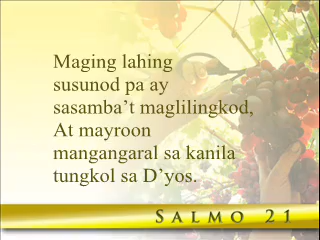 Maging lahing
susunod pa ay
sasamba’t maglilingkod,
At mayroon
mangangaral sa kanila
tungkol sa D’yos.
SALMO 21